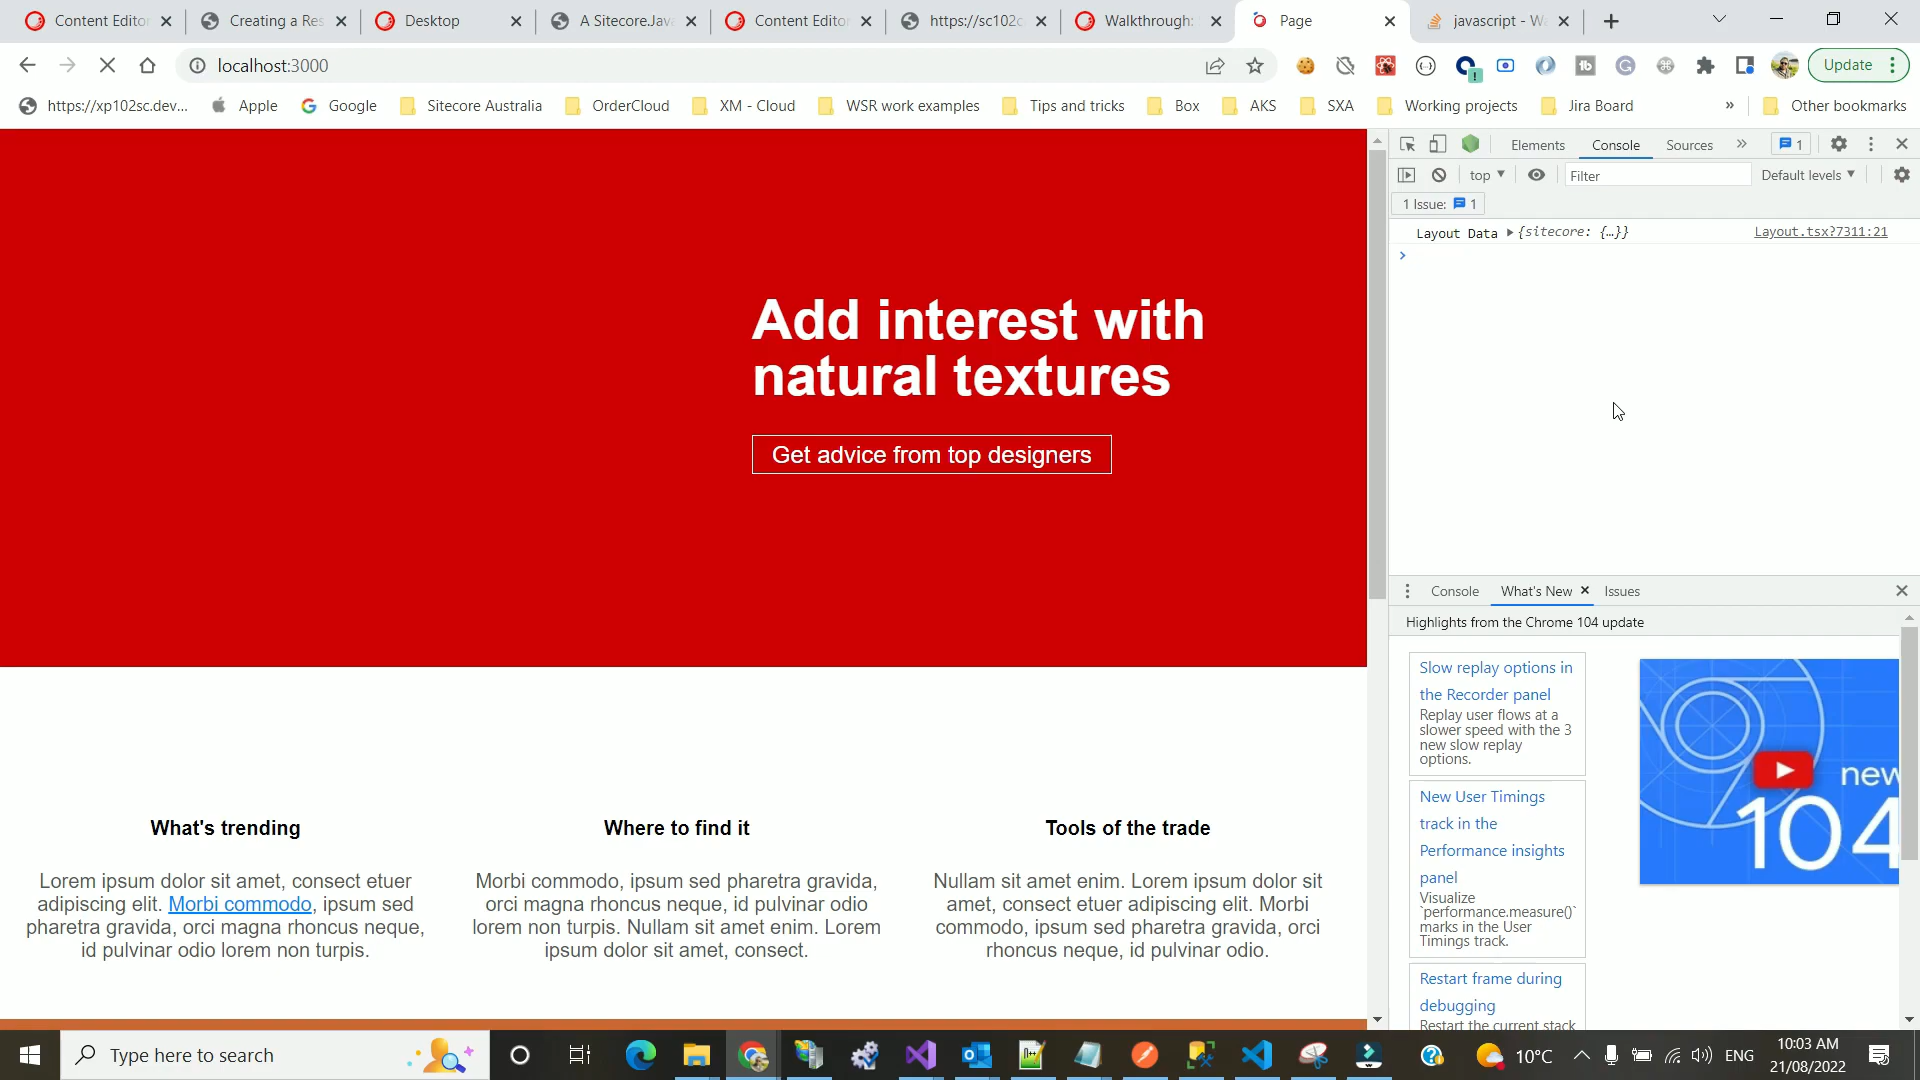 Content Editor
Creating a Res
Desktop
A Sitecore.Jav
Content Editor
https://sc102c
Walkthrough:
Page
javascript - W
localhost:3000
Update
https://xp102sc.dev...
Apple
Google
Sitecore Australia
OrderCloud
XM - Cloud
WSR work examples
Tips and tricks
Box
AKS
SXA
Working projects
Jira Board
»
Other bookmarks
Add interest with
natural textures
Get advice from top designers
What's trending
Lorem ipsum dolor sit amet, consect etuer
adipiscing elit. Morbi commodo, ipsum sed
pharetra gravida, orci magna rhoncus neque,
id pulvinar odio lorem non turpis.
Where to find it
Morbi commodo, ipsum sed pharetra gravida,
orci magna rhoncus neque, id pulvinar odio
lorem non turpis. Nullam sit amet enim. Lorem
ipsum dolor sit amet, consect.
Tools of the trade
Nullam sit amet enim. Lorem ipsum dolor sit
amet, consect etuer adipiscing elit. Morbi
commodo, ipsum sed pharetra gravida, orci
rhoncus neque, id pulvinar odio.
Elements Console Sources » 1
top Filter Default levels
1 Issue: 1
Layout Data {sitecore: {…}} Layout.tsx?7311:21
Console What's New Issues
Highlights from the Chrome 104 update
Slow replay options in
the Recorder panel
Replay user flows at a
slower speed with the 3
new slow replay
options.
New User Timings
track in the
Performance insights
panel
Visualize
`performance.measure()`
marks in the User
Timings track.
Restart frame during
debugging
Restart the current stack
new
104
Type here to search
10°C
ENG
10:03 AM
21/08/2022